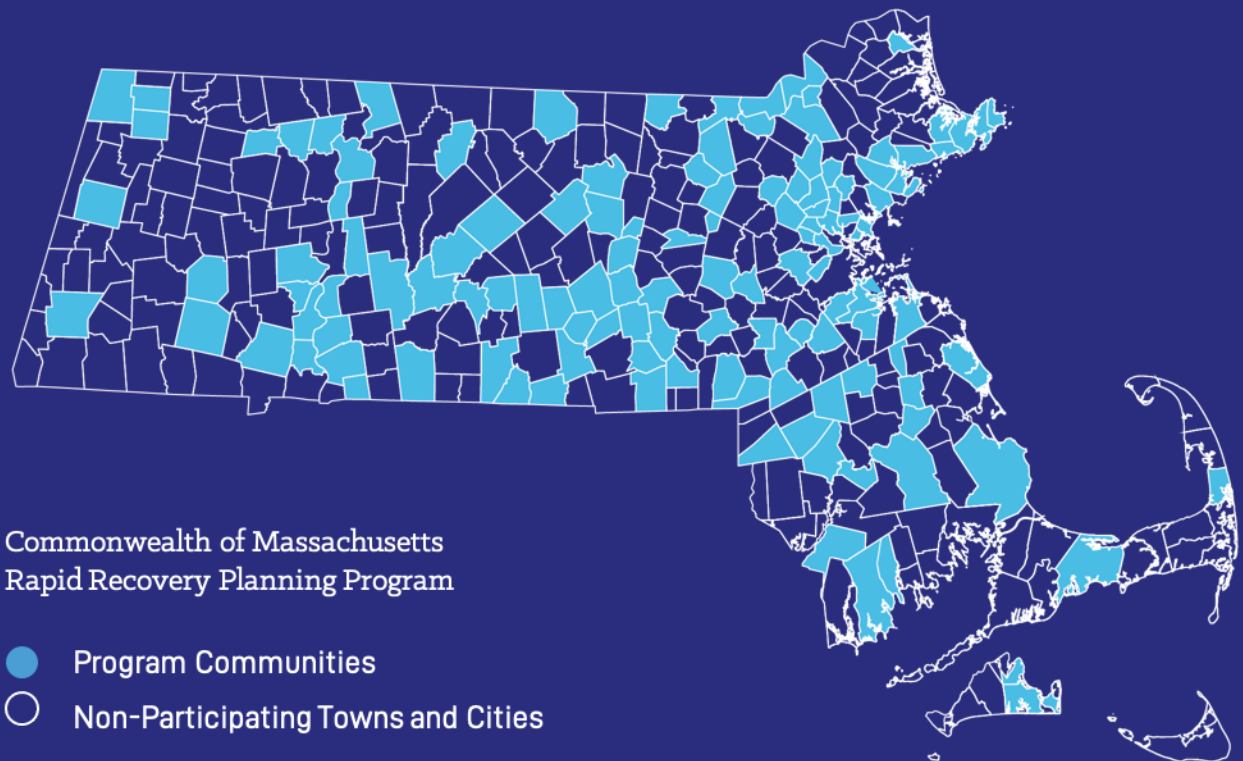 Commonwealth of Massachusetts
Rapid Recovery Planning Program
Program Communities
Non-Participating Towns and Cities